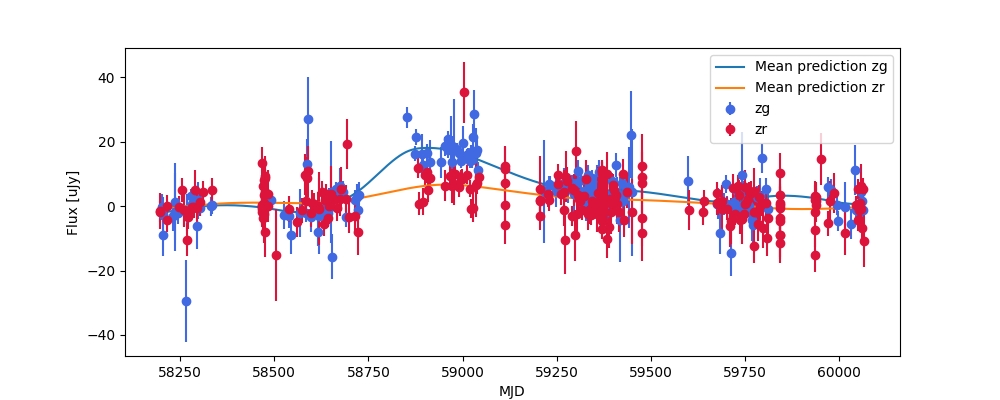 Mean prediction zg
Mean prediction zr
zg
zr
Flux [uJy]
40
20
0
−20
−40
58250
58500
58750
59000
59250
59500
59750
60000
MJD